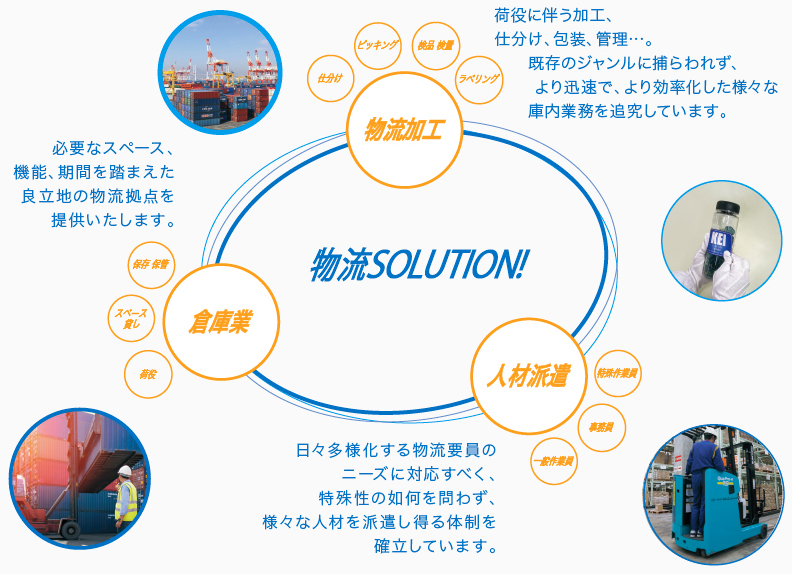 荷役に伴う加工、
仕分け、包装、管理…。
既存のジャンルに捕らわれず、
より迅速で、より効率化した様々な
庫内業務を追究しています。
ピッキング
検品 検量
仕分け
ラベリング
物流加工
必要なスペース、
機能、期間を踏まえた
良立地の物流拠点を
提供いたします。
保存 保管
スペース
貸し
荷役
倉庫業
物流SOLUTION!
KEI
人材派遣
特殊作業員
事務員
一般作業員
日々多様化する物流要員の
ニーズに対応すべく、
特殊性の如何を問わず、
様々な人材を派遣し得る体制を
確立しています。